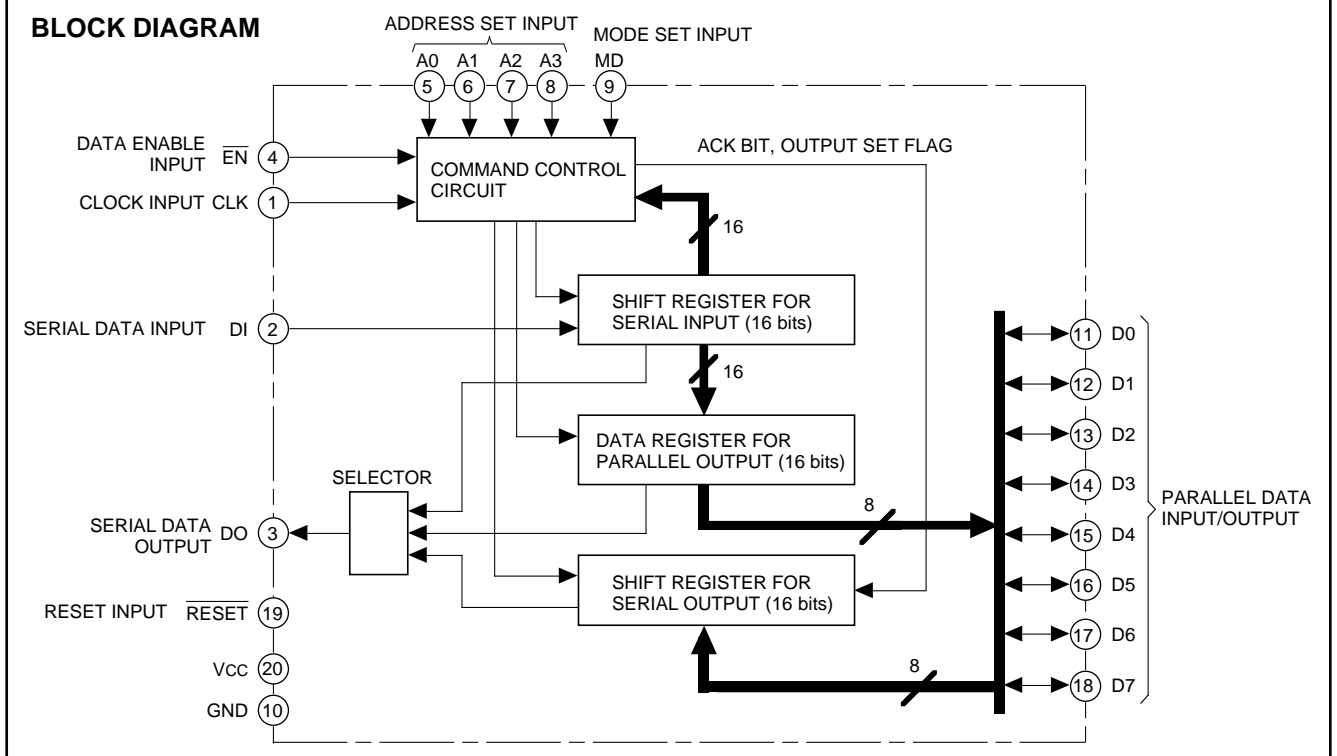 BLOCK DIAGRAM
ADDRESS SET INPUT
MODE SET INPUT
A0 A1 A2 A3 MD
5 6 7 8 9
DATA ENABLE
INPUT
EN 4
CLOCK INPUT CLK 1
COMMAND CONTROL
CIRCUIT
ACK BIT, OUTPUT SET FLAG
16
SERIAL DATA INPUT DI 2
SHIFT REGISTER FOR
SERIAL INPUT (16 bits)
16
DATA REGISTER FOR
PARALLEL OUTPUT (16 bits)
SELECTOR
8
SERIAL DATA
OUTPUT
DO 3
SHIFT REGISTER FOR
SERIAL OUTPUT (16 bits)
8
RESET INPUT RESET 19
VCC 20
GND 10
11 D0
12 D1
13 D2
14 D3
15 D4
16 D5
17 D6
18 D7
PARALLEL DATA
INPUT/OUTPUT